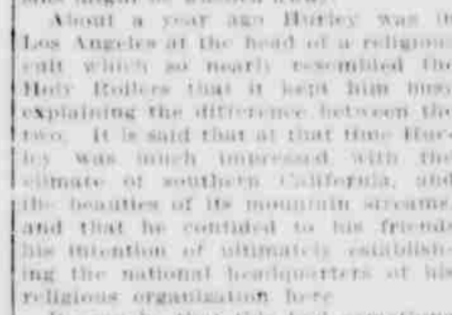 About a year ago Hurley was in
Los Angeles at the head of a religious
cult which so nearly resembled the
Holy Rollers that it kept him busy
explaining the difference between the
two. It is said that at that time Hur-
ley was much impressed with the
climate of southern California, and
the beauties of its mountain streams,
and that he confided to his friends
his intention of ultimately establish-
ing the national headquarters of his
religious organization here